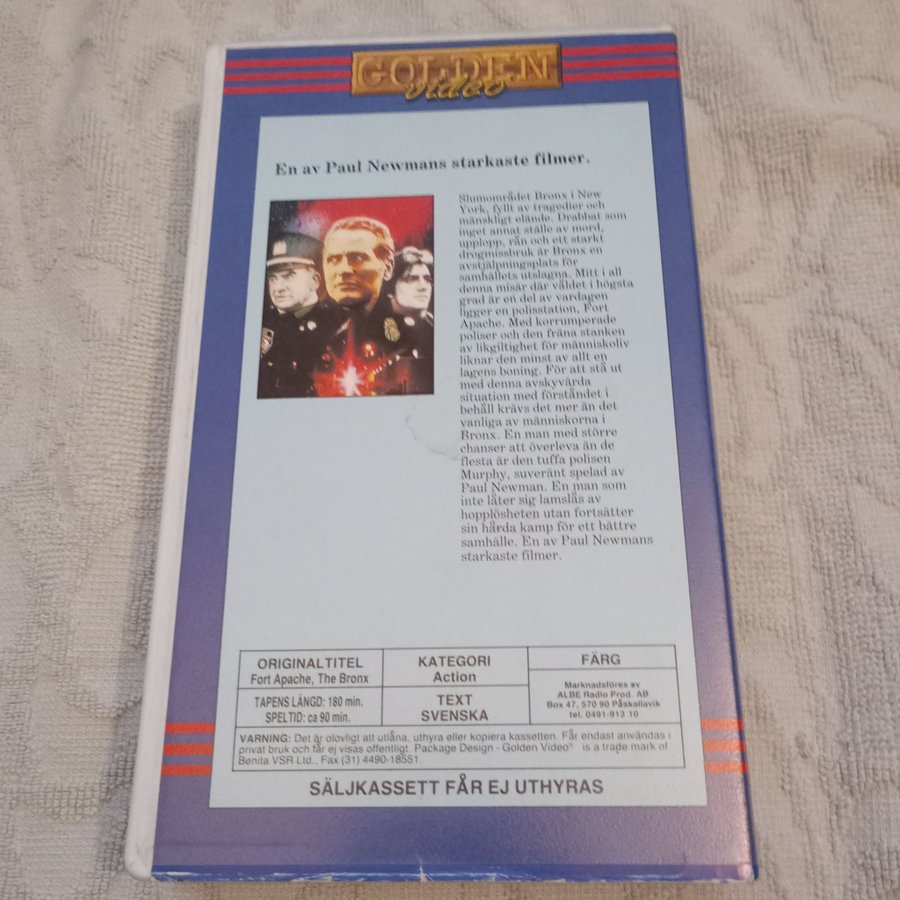 GOLDEN
video
En av Paul Newmans starkaste filmer.
Slumområdet Bronx i New
York, fyllt av tragedier och
mänskligt elände. Drabbat som
inget annat ställe av mord,
upplopp, rån och ett starkt
drogmissbruk är Bronx en
avstjälpningsplats för
samhällets utslagna. Mitt i all
denna misär där våldet i högsta
grad är en del av vardagen
ligger en polisstation, Fort
Apache. Med korrumperade
poliser och den fräna stanken
av likgiltighet för människoliv
liknar den minst av allt en
lagens boning. För att stå ut
med denna avskyvärda
situation med förståndet i
behåll krävs det mer än det
vanliga av människorna i
Bronx. En man med större
chanser att överleva än de
flesta är den tuffa polisen
Murphy, suveränt spelad av
Paul Newman. En man som
inte låter sig lamslås av
hopplösheten utan fortsätter
sin hårda kamp för ett bättre
samhälle. En av Paul Newmans
starkaste filmer.
ORIGINALTITEL
Fort Apache, The Bronx
KATEGORI
Action
FÄRG
TAPENS LÄNGD: 180 min.
SPELTID: ca 90 min.
TEXT
SVENSKA
Marknadsföres av
ALBE Radio Prod. AB
Box 47, 570 90 Påskallavik
tel. 0491-913 10
VARNING: Det är olovligt att utlåna, uthyra eller kopiera kassetten. Får endast användas i
privat bruk och får ej visas offentligt. Package Design - Golden Video® is a trade mark of
Benita VSR Ltd., Fax (31) 4490-18551.
SÄLJKASSETT FÅR EJ UTHYRAS